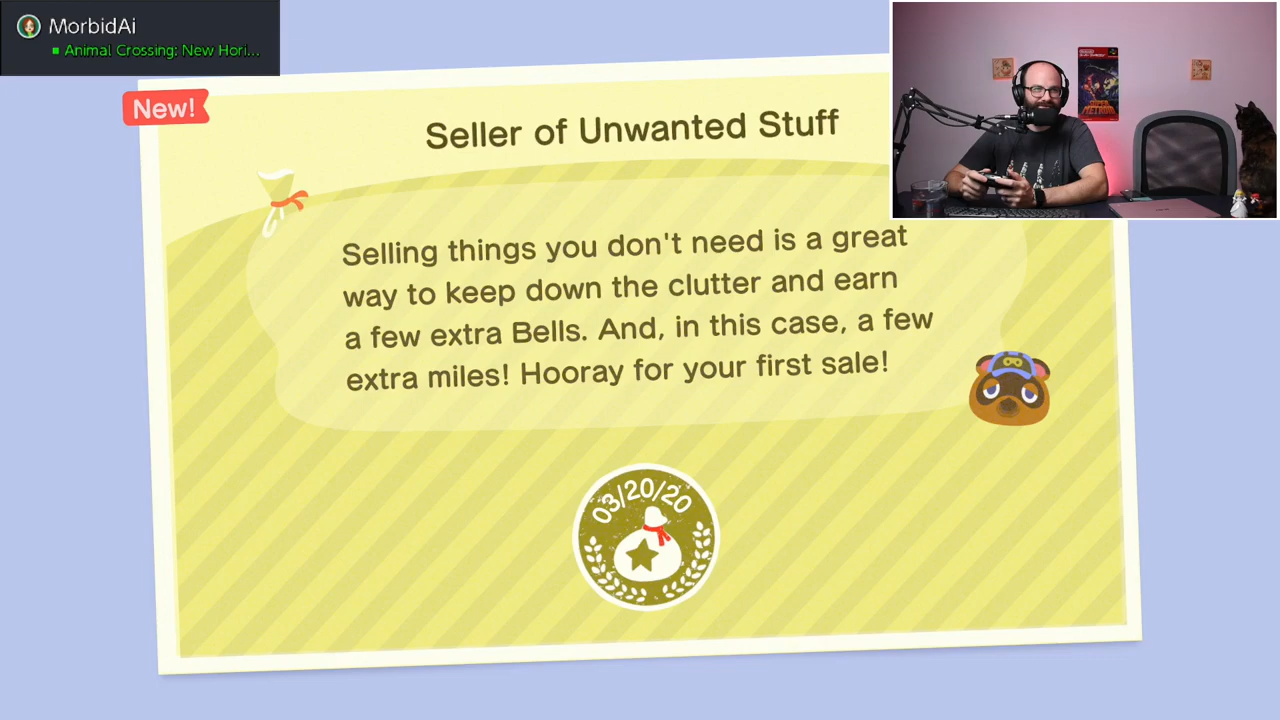 MorbidAi
Animal Crossing: New Hori...
New!
Seller of Unwanted Stuff
Selling things you don't need is a great
way to keep down the clutter and earn
a few extra Bells. And, in this case, a few
extra miles! Hooray for your first sale!
03/20/20
SUPER
METROID